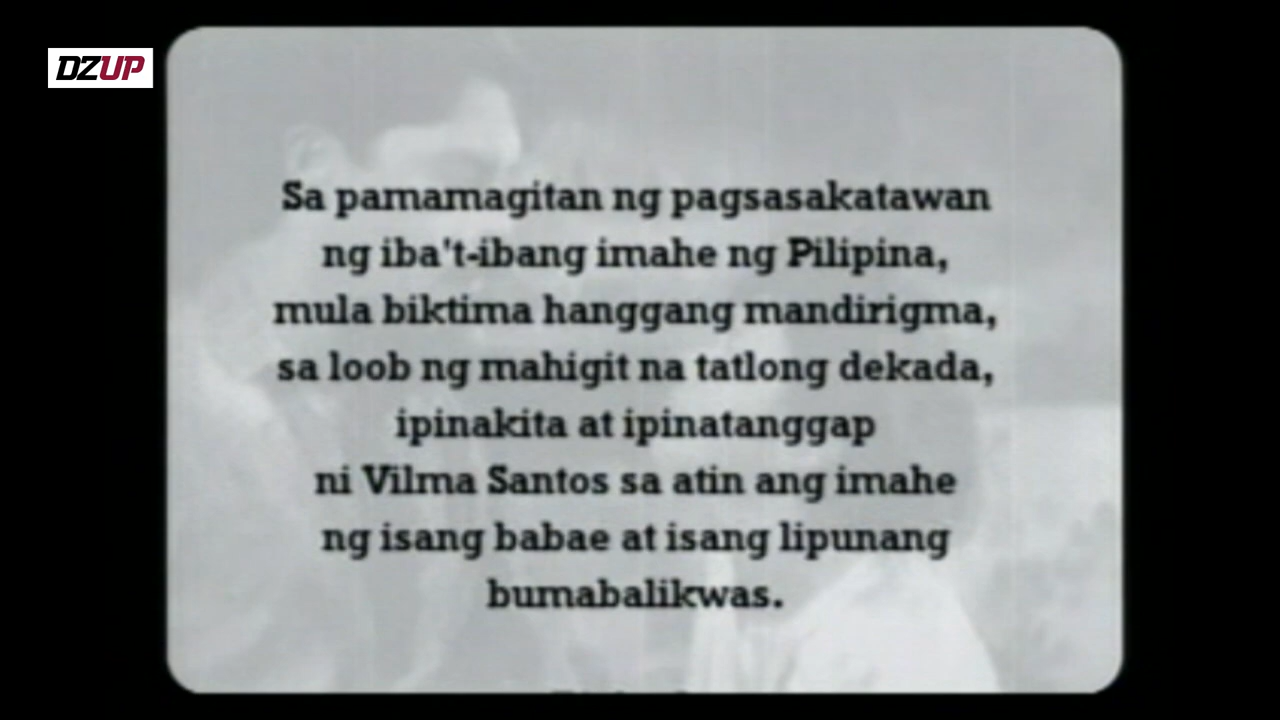 DZUP
Sa pamamagitan ng pagsasakatawan
ng iba't-ibang imahe ng Pilipina,
mula biktima hanggang mandirigma,
sa loob ng mahigit na tatlong dekada,
ipinakita at ipinatanggap
ni Vilma Santos sa atin ang imahe
ng isang babae at isang lipunang
bumabalikwas.